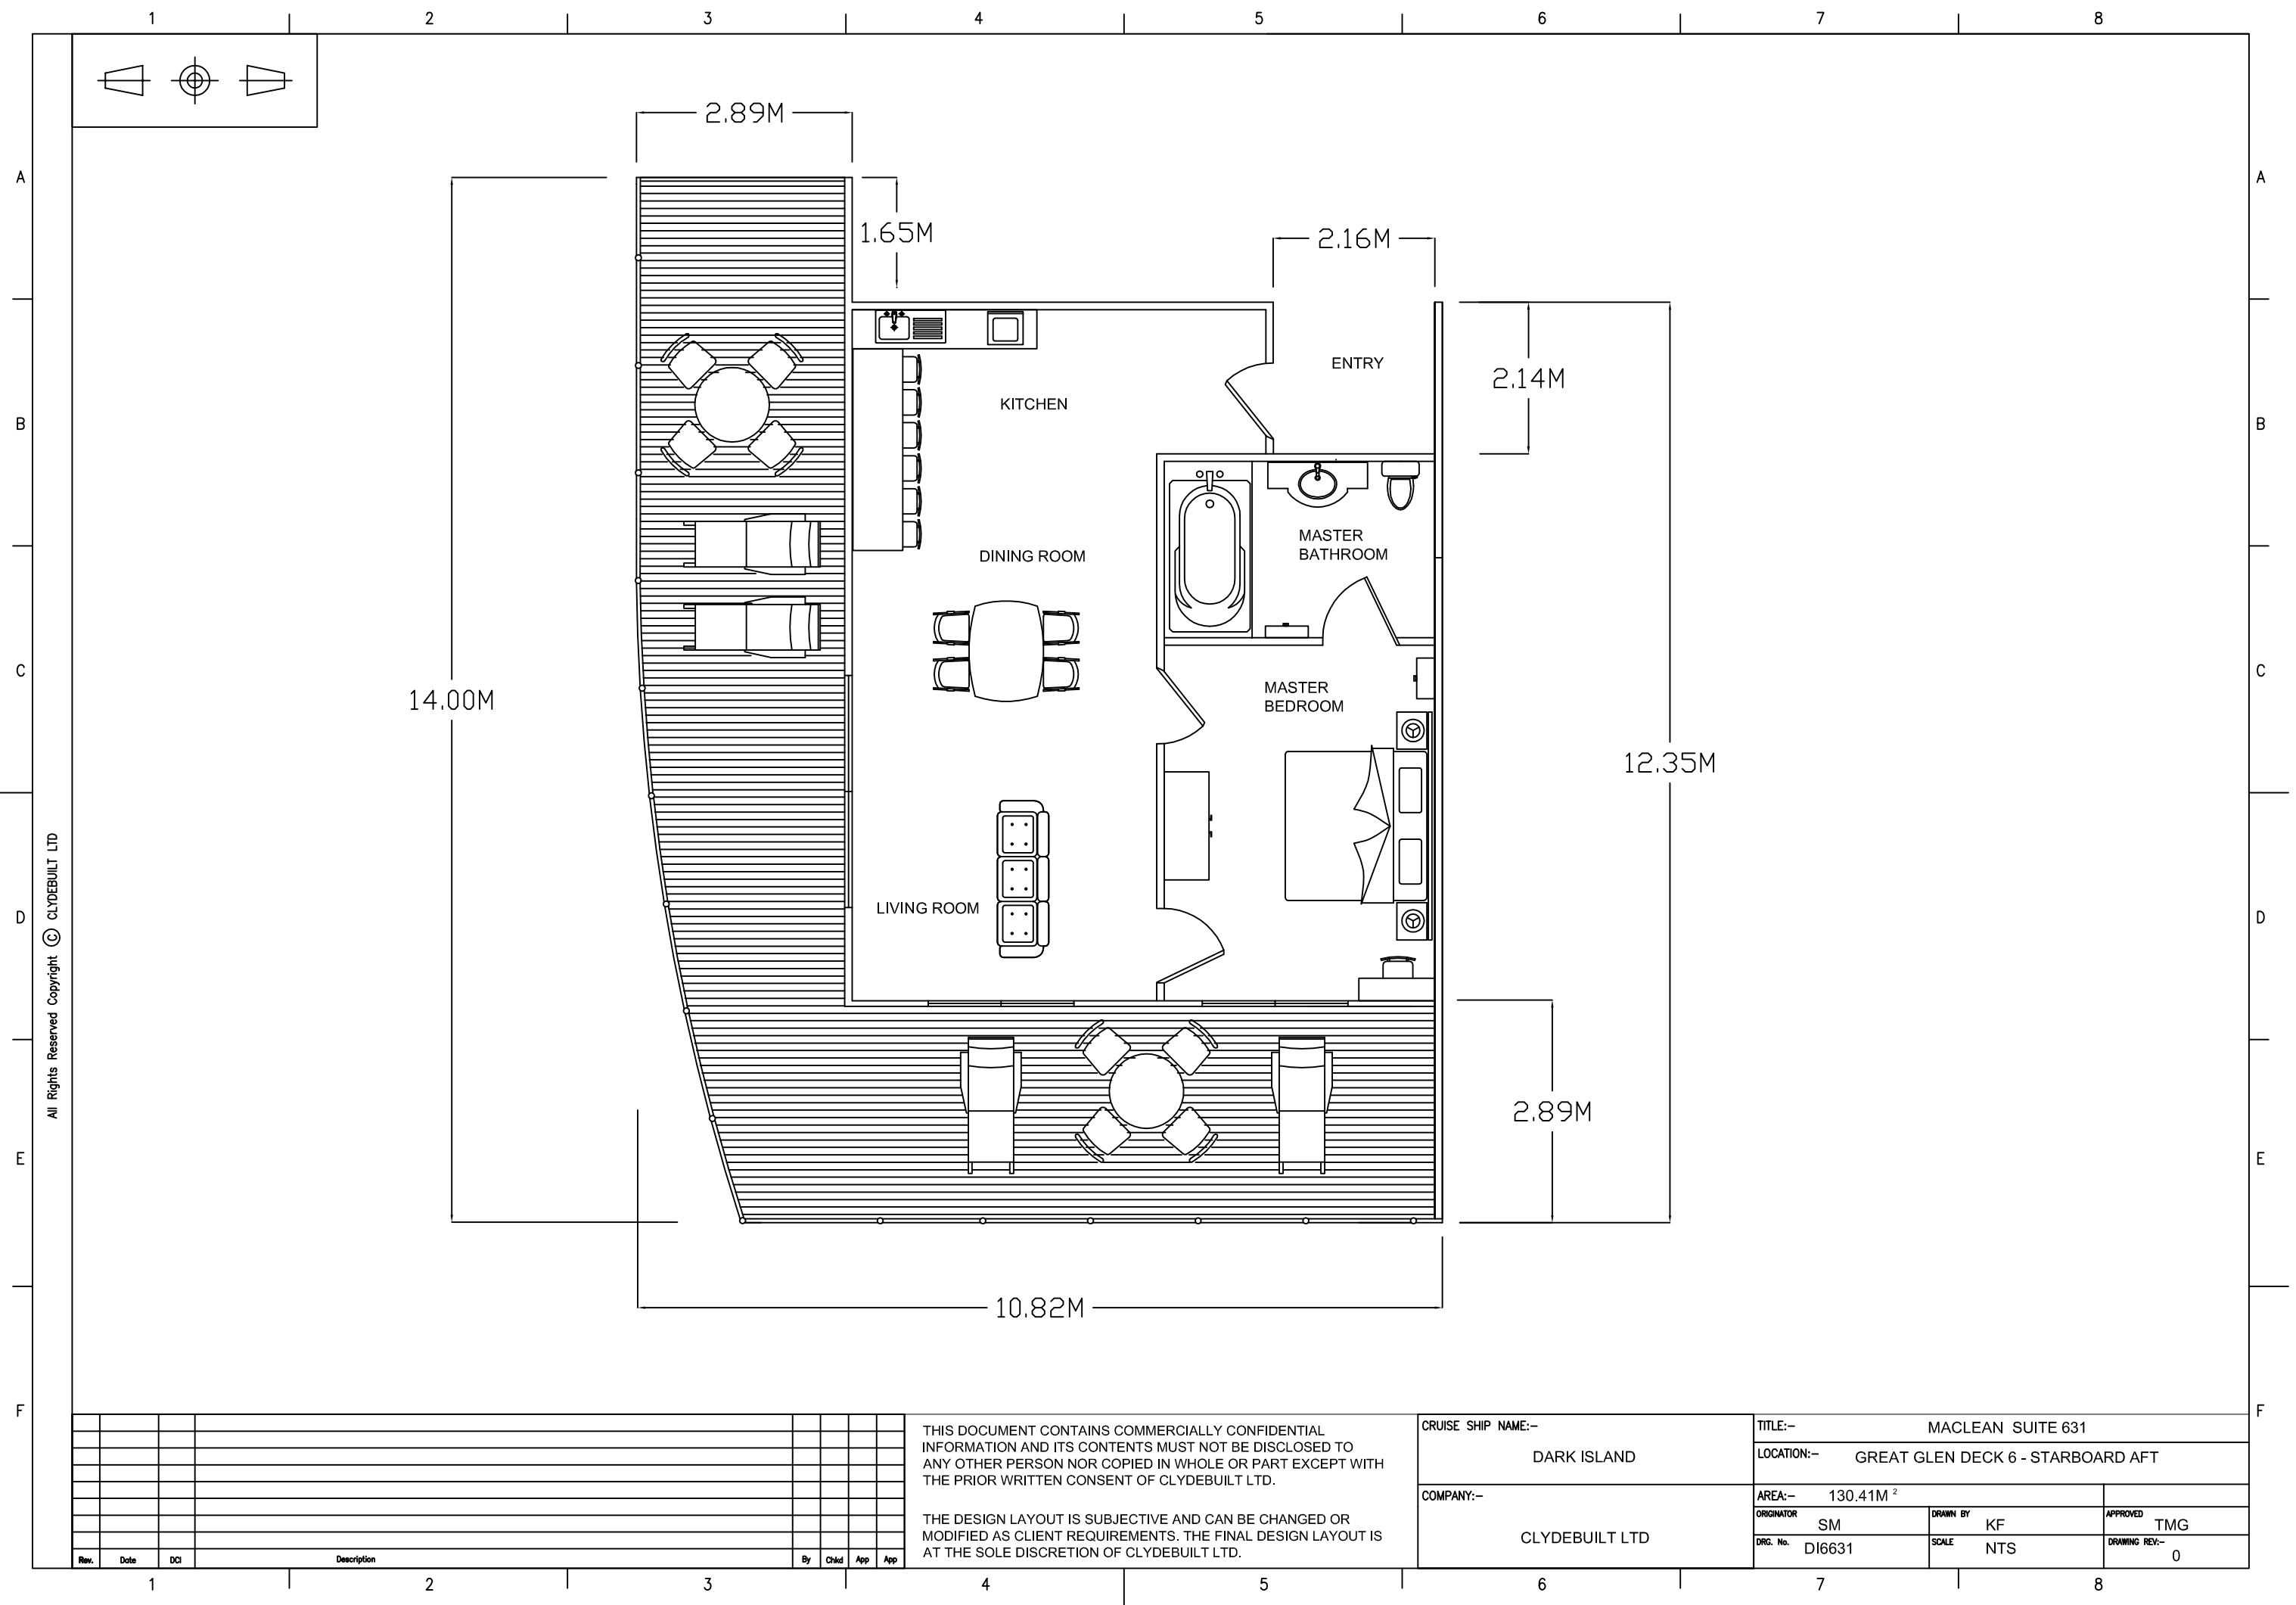 1 2 3 4 5 6 7 8
A A
B B
C C
D D
E E
F F
2.89M
1.65M
2.16M
ENTRY
2.14M
KITCHEN
MASTER
BATHROOM
DINING ROOM
MASTER
BEDROOM
14.00M
12.35M
LIVING ROOM
2.89M
10.82M
All Rights Reserved Copyright © CLYDEBUILT LTD
Rev. Date DCI Description By Chkd App App
THIS DOCUMENT CONTAINS COMMERCIALLY CONFIDENTIAL
INFORMATION AND ITS CONTENTS MUST NOT BE DISCLOSED TO
ANY OTHER PERSON NOR COPIED IN WHOLE OR PART EXCEPT WITH
THE PRIOR WRITTEN CONSENT OF CLYDEBUILT LTD.
THE DESIGN LAYOUT IS SUBJECTIVE AND CAN BE CHANGED OR
MODIFIED AS CLIENT REQUIREMENTS. THE FINAL DESIGN LAYOUT IS
AT THE SOLE DISCRETION OF CLYDEBUILT LTD.
CRUISE SHIP NAME:-
DARK ISLAND
COMPANY:-
CLYDEBUILT LTD
TITLE:- MACLEAN SUITE 631
LOCATION:- GREAT GLEN DECK 6 - STARBOARD AFT
AREA:- 130.41M ²
ORIGINATOR SM DRAWN BY KF APPROVED TMG
DRG. No. DI6631 SCALE NTS DRAWING REV:- 0
1 2 3 4 5 6 7 8